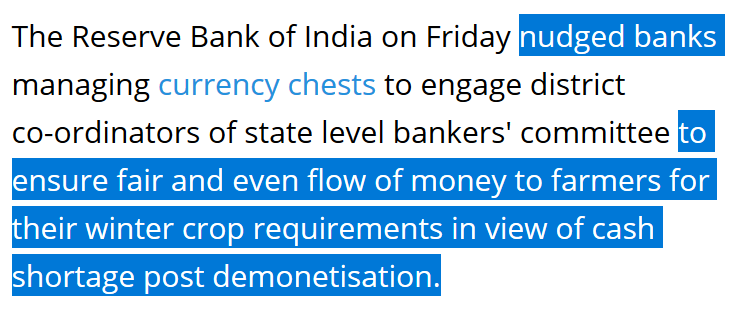 The Reserve Bank of India on Friday nudged banks
managing currency chests to engage district
co-ordinators of state level bankers' committee to
ensure fair and even flow of money to farmers for
their winter crop requirements in view of cash
shortage post demonetisation.